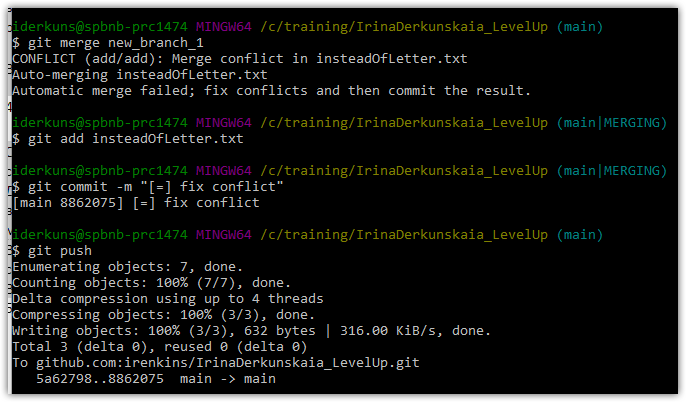 iderkuns@spbnb-prc1474 MINGW64 /c/training/IrinaDerkunskaia_LevelUp (main)
$ git merge new_branch_1
CONFLICT (add/add): Merge conflict in insteadOfLetter.txt
Auto-merging insteadOfLetter.txt
Automatic merge failed; fix conflicts and then commit the result.
iderkuns@spbnb-prc1474 MINGW64 /c/training/IrinaDerkunskaia_LevelUp (main|MERGING)
$ git add insteadOfLetter.txt
iderkuns@spbnb-prc1474 MINGW64 /c/training/IrinaDerkunskaia_LevelUp (main|MERGING)
$ git commit -m "[=] fix conflict"
[main 8862075] [=] fix conflict
iderkuns@spbnb-prc1474 MINGW64 /c/training/IrinaDerkunskaia_LevelUp (main)
$ git push
Enumerating objects: 7, done.
Counting objects: 100% (7/7), done.
Delta compression using up to 4 threads
Compressing objects: 100% (3/3), done.
Writing objects: 100% (3/3), 632 bytes | 316.00 KiB/s, done.
Total 3 (delta 0), reused 0 (delta 0)
To github.com:irenkins/IrinaDerkunskaia_LevelUp.git
   5a62798..8862075  main -> main